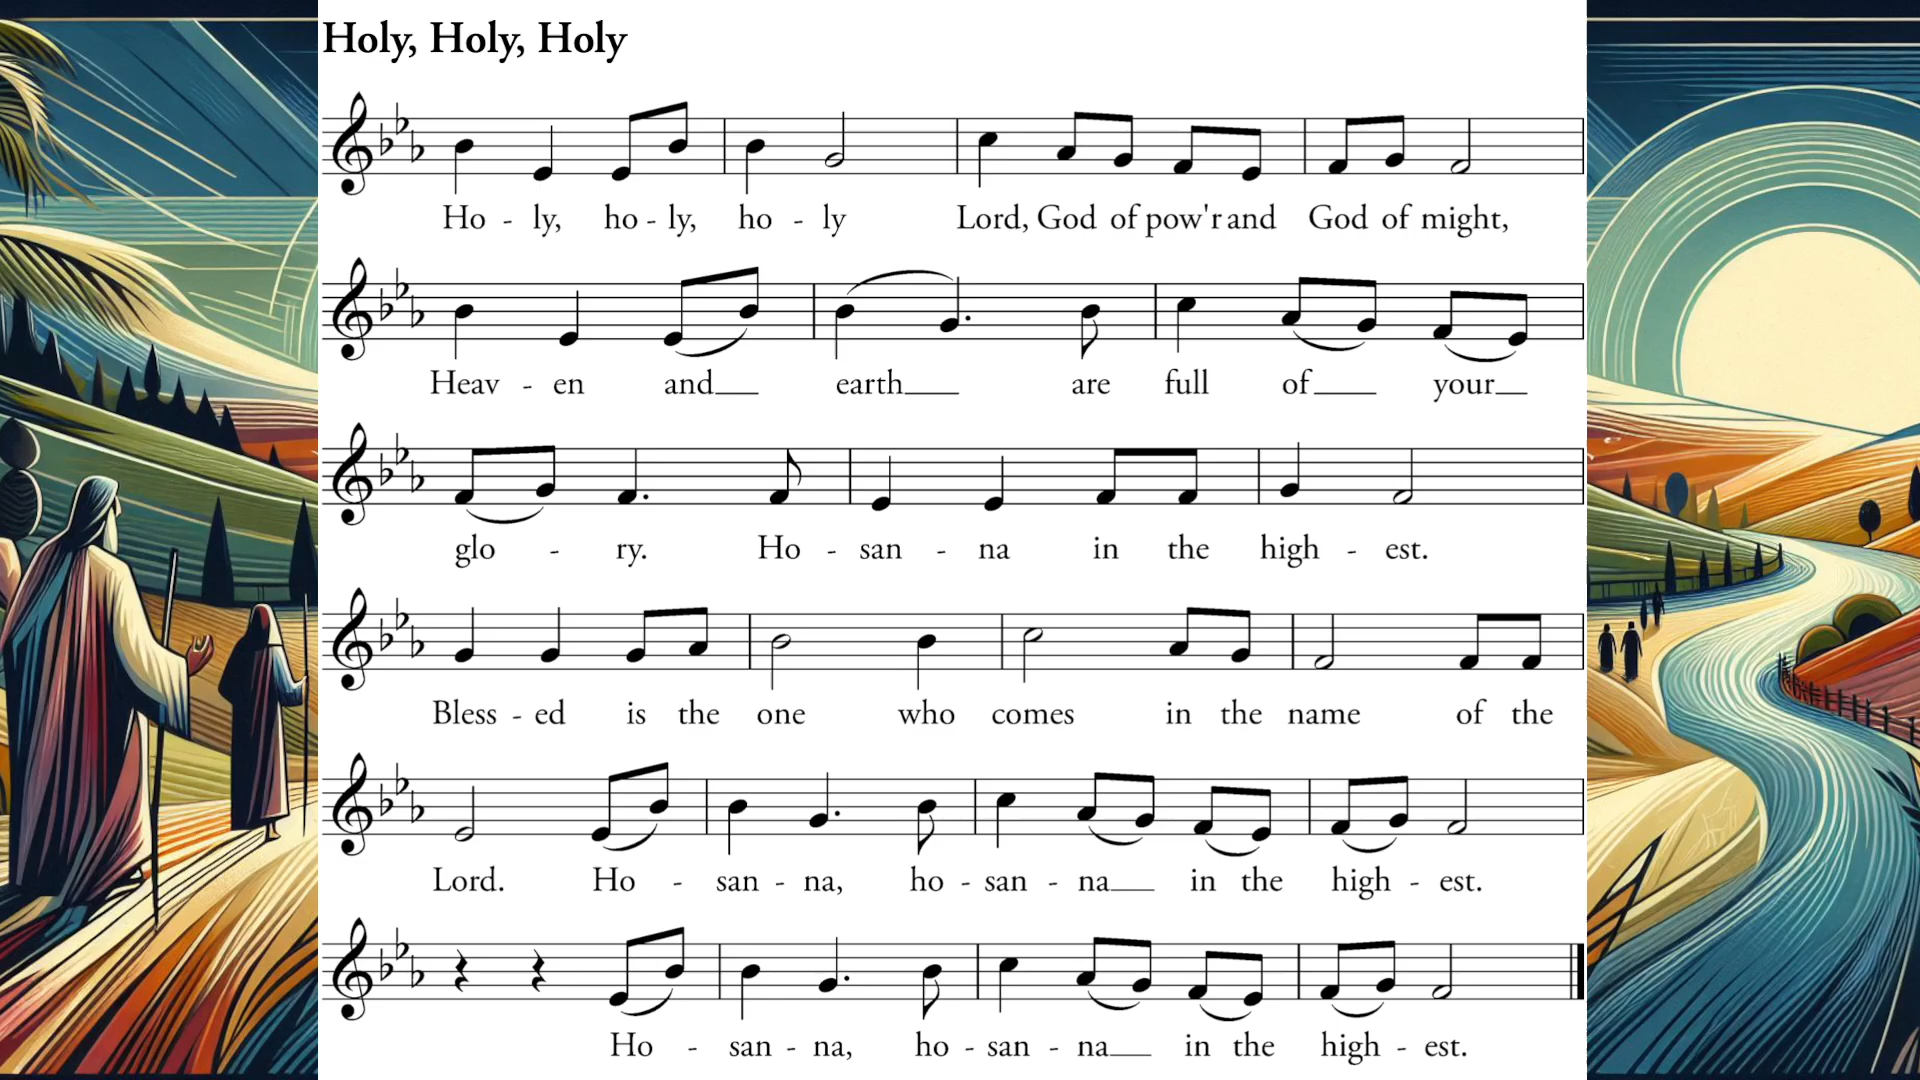 Holy, Holy, Holy
Ho - ly, ho - ly, ho - ly Lord, God of pow'r and God of might,
Heav - en and earth are full of your
glo - ry. Ho - san - na in the high - est.
Bless - ed is the one who comes in the name of the
Lord. Ho - san - na, ho - san - na in the high - est.
Ho - san - na, ho - san - na in the high - est.